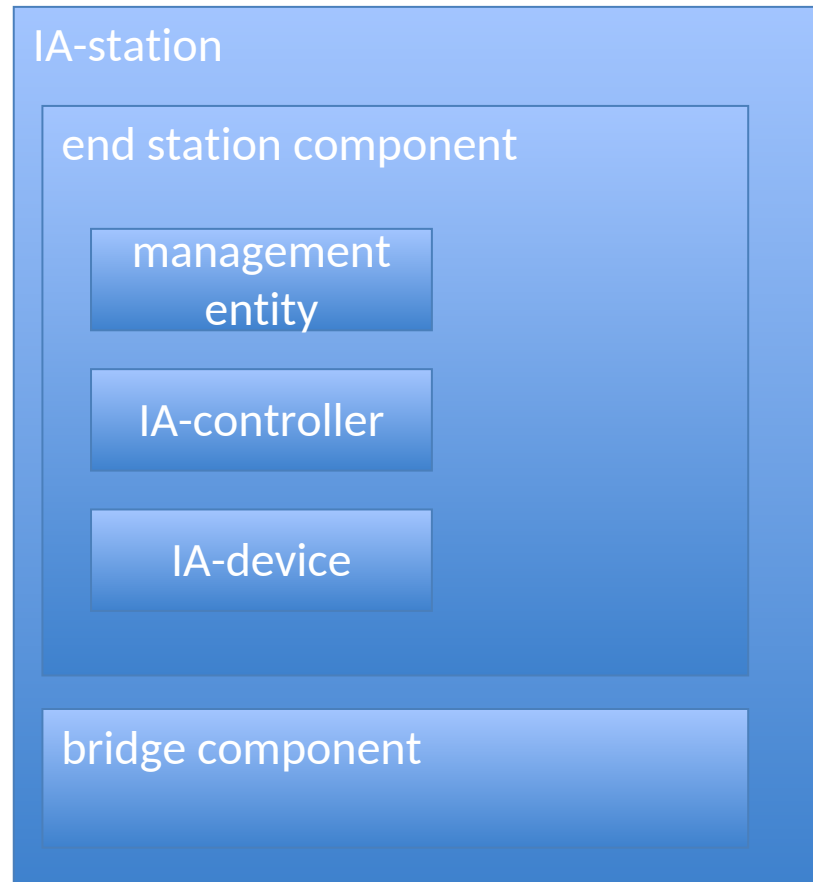 IA-station
end station component
management
entity
IA-controller
IA-device
bridge component